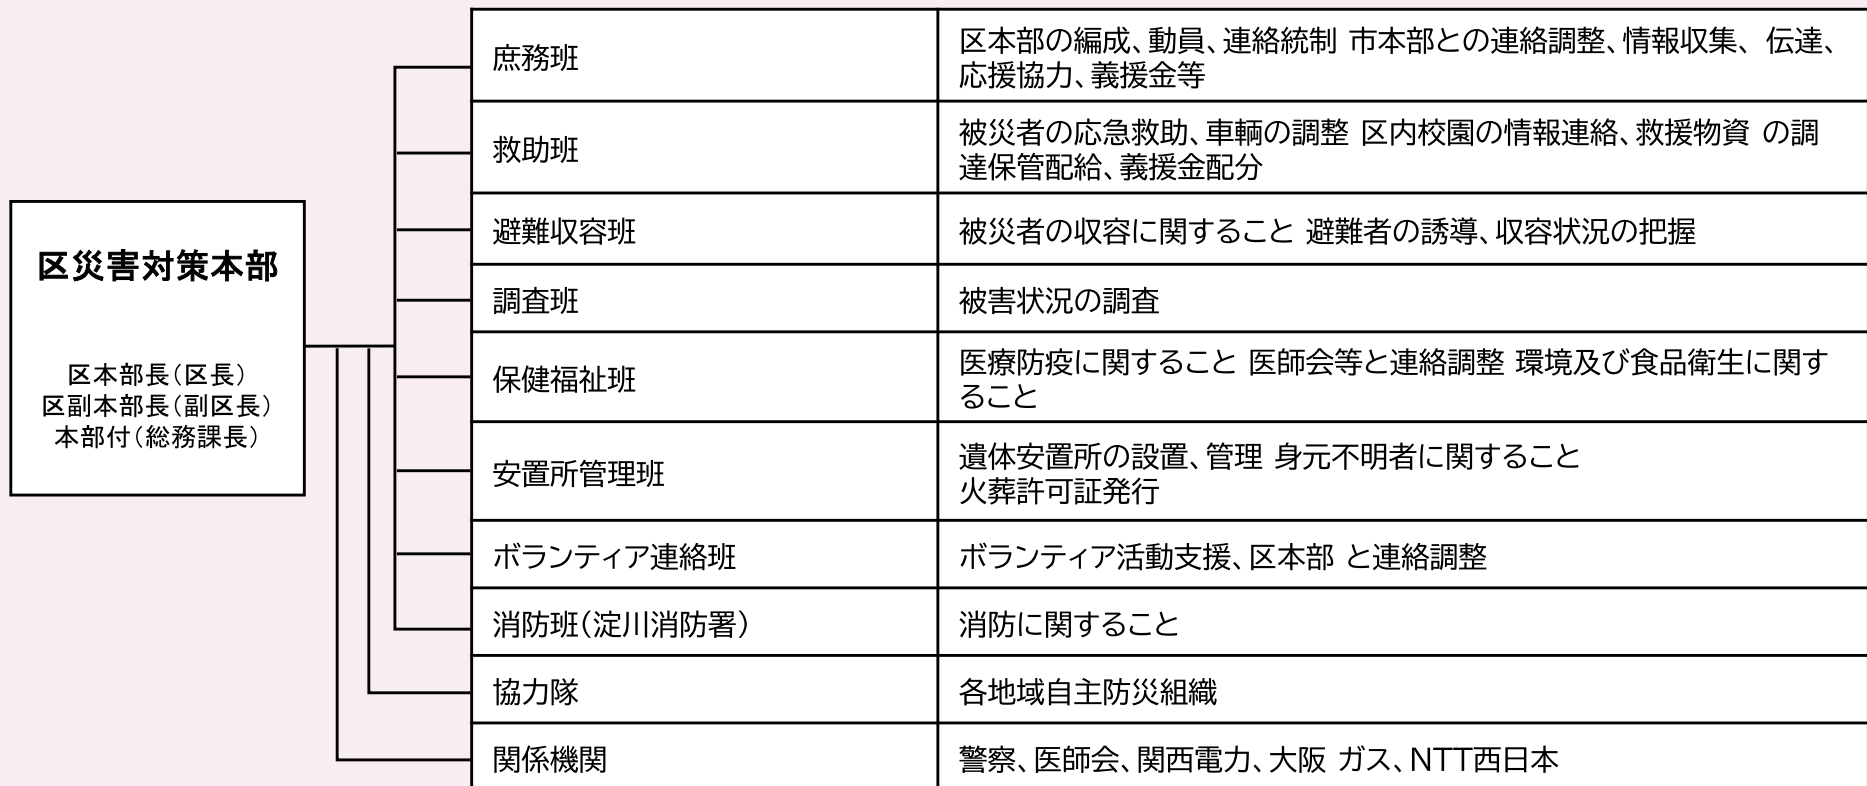 区災害対策本部
区本部長（区長）
区副本部長（副区長）
本部付（総務課長）
庶務班
区本部の編成、動員、連絡統制 市本部との連絡調整、情報収集、 伝達、
応援協力、義援金等
救助班
被災者の応急救助、車輌の調整 区内校園の情報連絡、救援物資 の調
達保管配給、義援金配分
避難収容班
被災者の収容に関すること 避難者の誘導、収容状況の把握
調査班
被害状況の調査
保健福祉班
医療防疫に関すること 医師会等と連絡調整 環境及び食品衛生に関す
ること
安置所管理班
遺体安置所の設置、管理 身元不明者に関すること
火葬許可証発行
ボランティア連絡班
ボランティア活動支援、区本部 と連絡調整
消防班（淀川消防署）
消防に関すること
協力隊
各地域自主防災組織
関係機関
警察、医師会、関西電力、大阪 ガス、NTT西日本